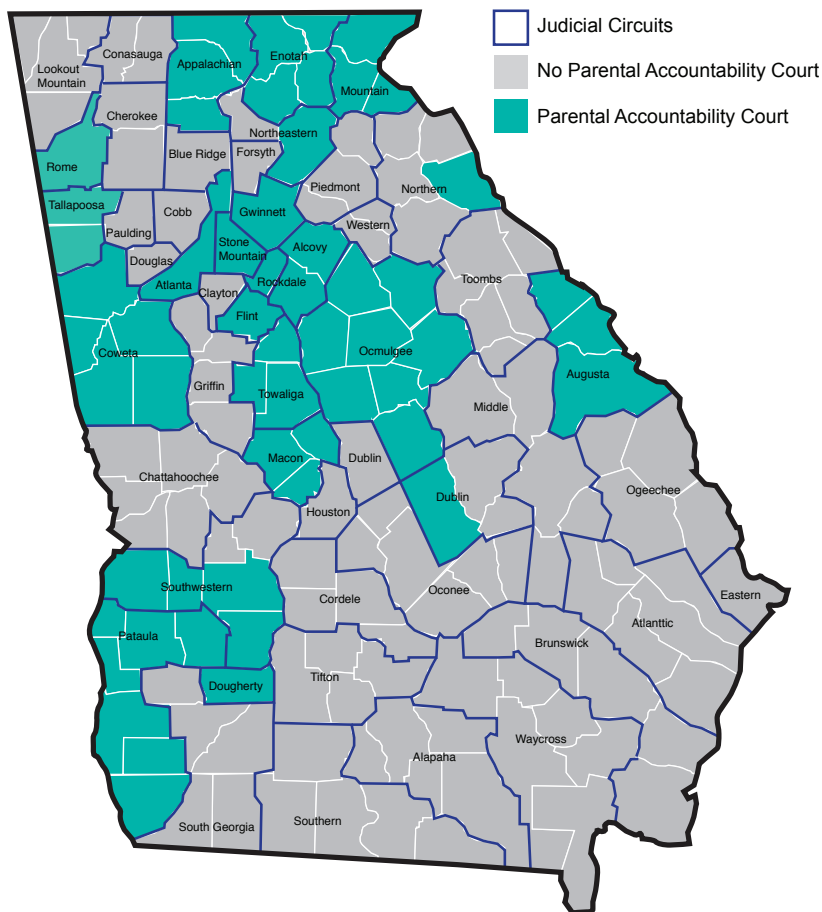 Judicial Circuits
No Parental Accountability Court
Parental Accountability Court
Lookout
Mountain
Conasauga
Appalachian
Enotah
Mountain
Cherokee
Northeastern
Rome
Blue Ridge
Forsyth
Piedmont
Northern
Tallapoosa
Paulding
Cobb
Gwinnett
Western
Douglas
Stone
Mountain
Alcovy
Atlanta
Clayton
Rockdale
Toombs
Flint
Coweta
Ocmulgee
Griffin
Towaliga
Augusta
Middle
Macon
Dublin
Chattahoochee
Dublin
Ogeechee
Houston
Southwestern
Cordele
Oconee
Eastern
Pataula
Atlanttic
Brunswick
Dougherty
Tifton
Waycross
Alapaha
South Georgia
Southern